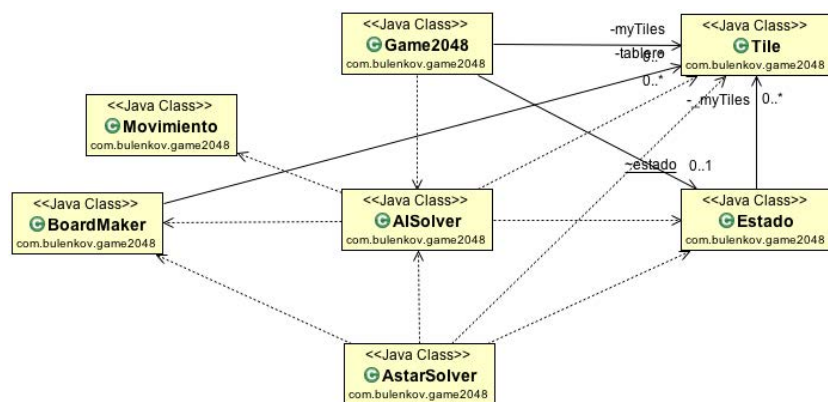 <<Java Class>>
Game2048
com.bulenkov.game2048
-myTiles
0..*
-tablero
0..*
<<Java Class>>
Tile
com.bulenkov.game2048
<<Java Class>>
Movimiento
com.bulenkov.game2048
-_myTiles
0..*
~estado
0..1
<<Java Class>>
BoardMaker
com.bulenkov.game2048
<<Java Class>>
AISolver
com.bulenkov.game2048
<<Java Class>>
Estado
com.bulenkov.game2048
<<Java Class>>
AstarSolver
com.bulenkov.game2048